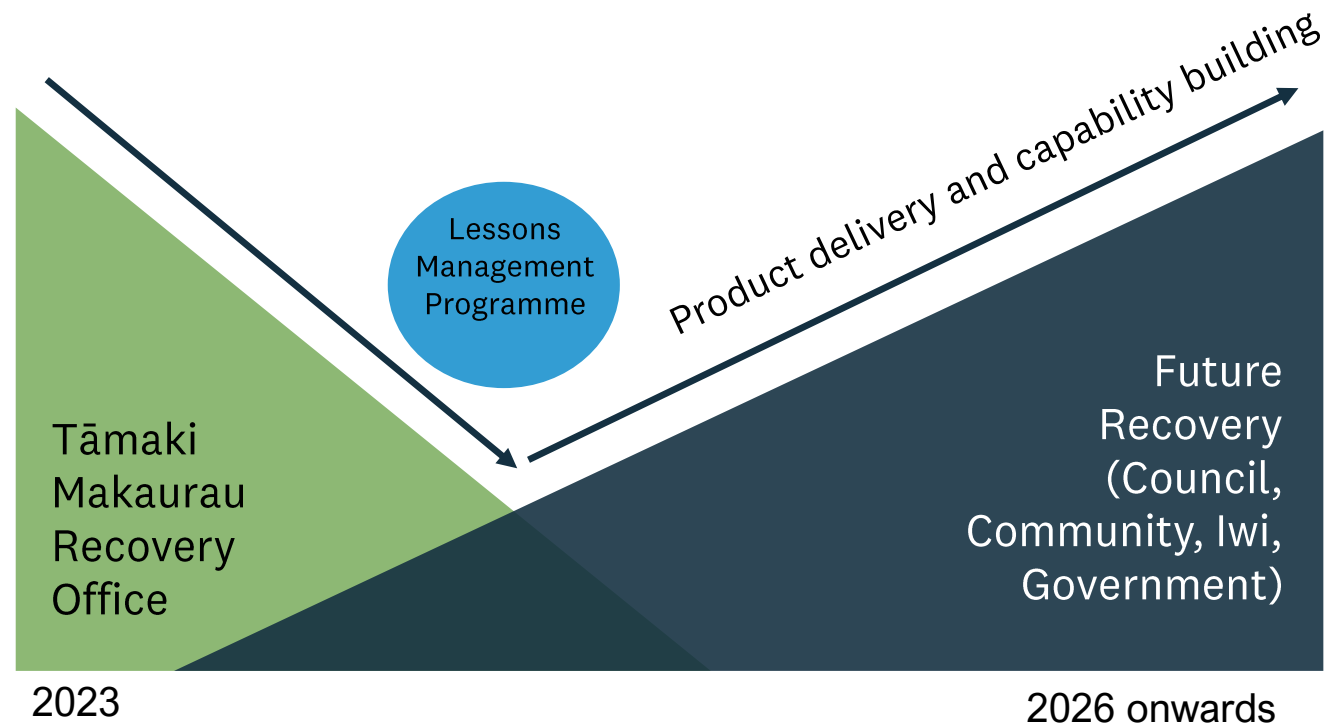 Product delivery and capability building
Lessons
Management
Programme
Tāmaki
Makaurau
Recovery
Office
Future
Recovery
(Council,
Community, Iwi,
Government)
2023
2026 onwards